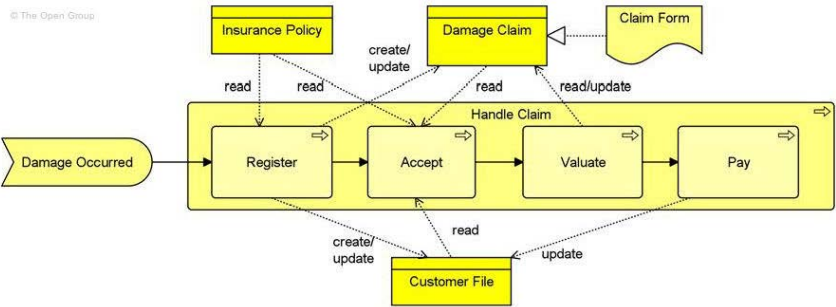 © The Open Group
Insurance Policy
Damage Claim
Claim Form
create/
update
read
read
read
read/update
Handle Claim
Damage Occurred
Register
Accept
Valuate
Pay
create/
update
read
update
Customer File